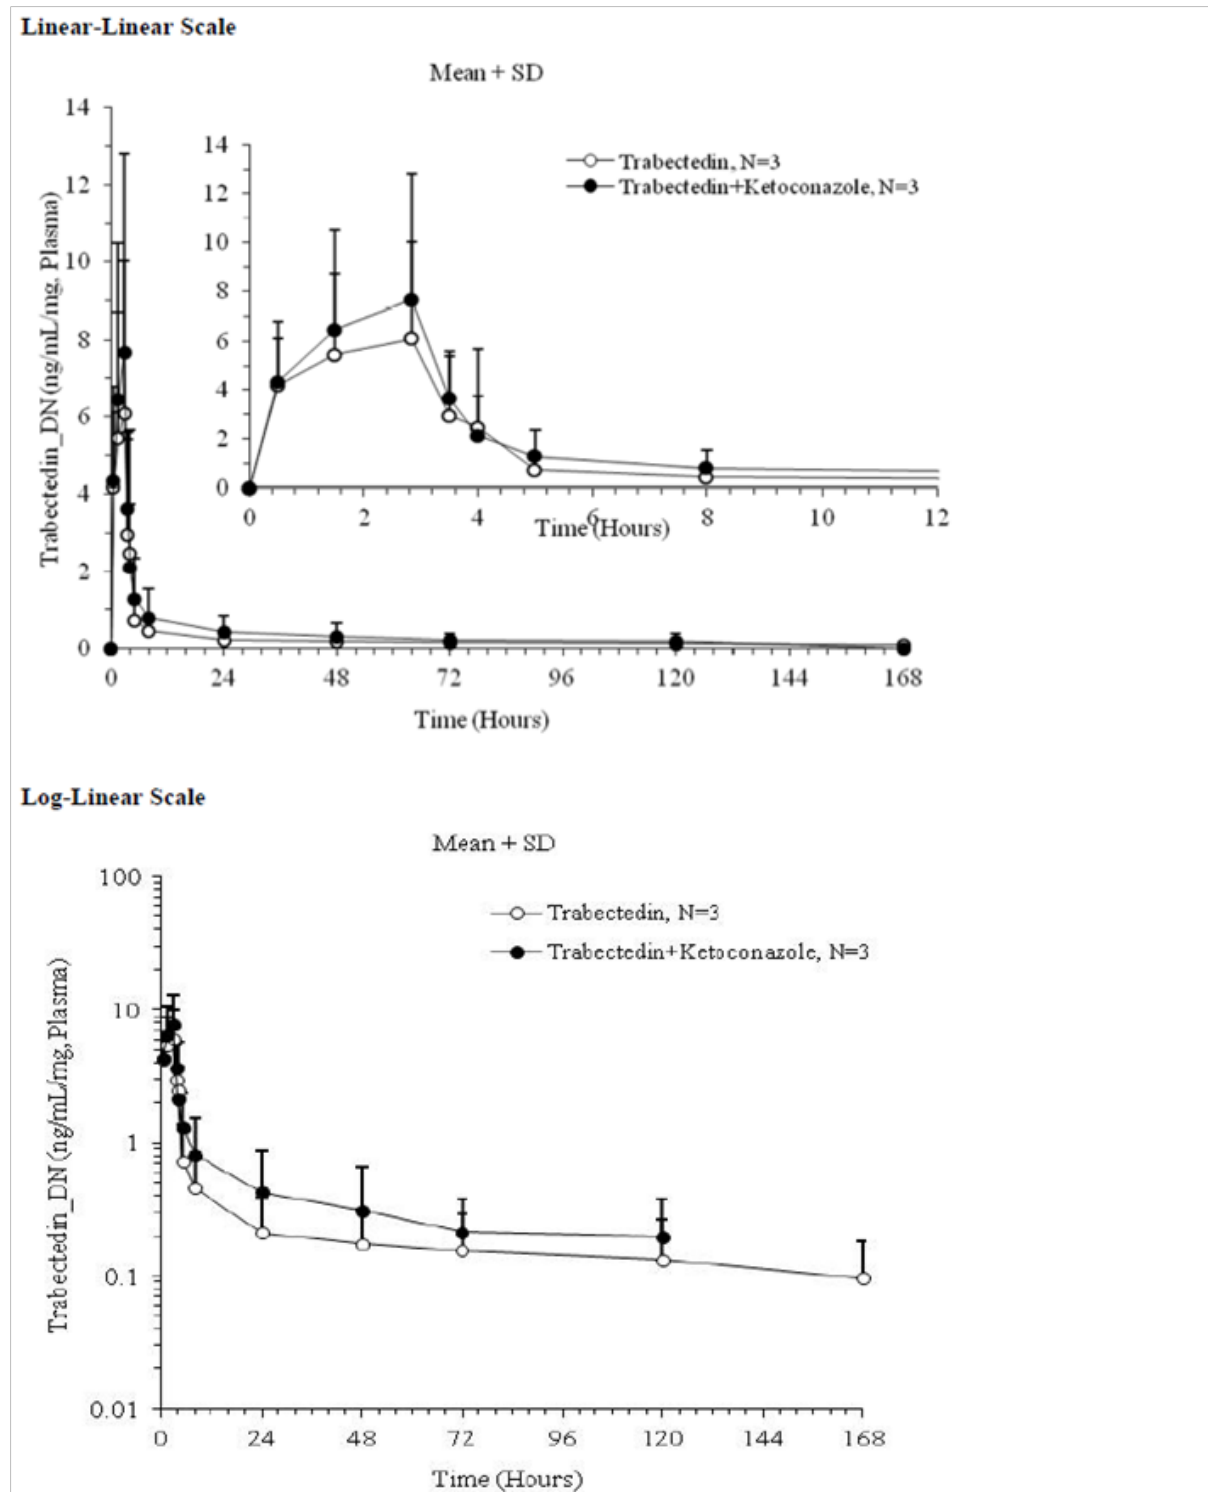 Linear-Linear Scale
Mean + SD
Trabectedin_DN (ng/mL/mg, Plasma)
14
12
10
8
6
4
2
0
0 24 48 72 96 120 144 168
Time (Hours)
14
12
10
8
6
4
2
0
0 2 4 6 8 10 12
Time (Hours)
Trabectedin, N=3
Trabectedin+Ketoconazole, N=3
Log-Linear Scale
Mean + SD
Trabectedin_DN (ng/mL/mg, Plasma)
100
10
1
0.1
0.01
0 24 48 72 96 120 144 168
Time (Hours)
Trabectedin, N=3
Trabectedin+Ketoconazole, N=3